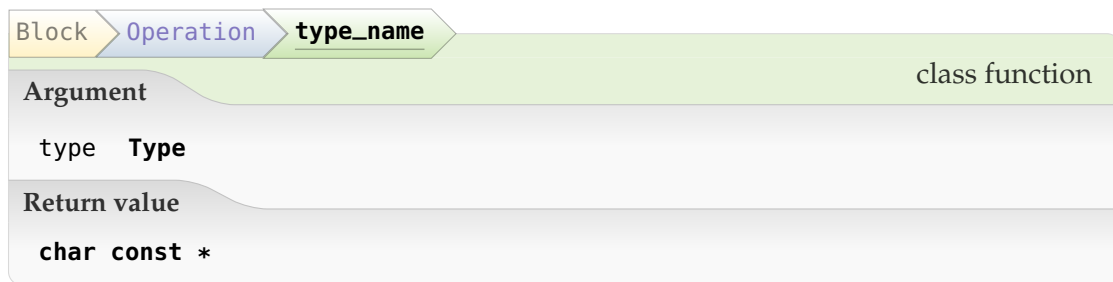 Block Operation type_name
class function
Argument
type Type
Return value
char const *